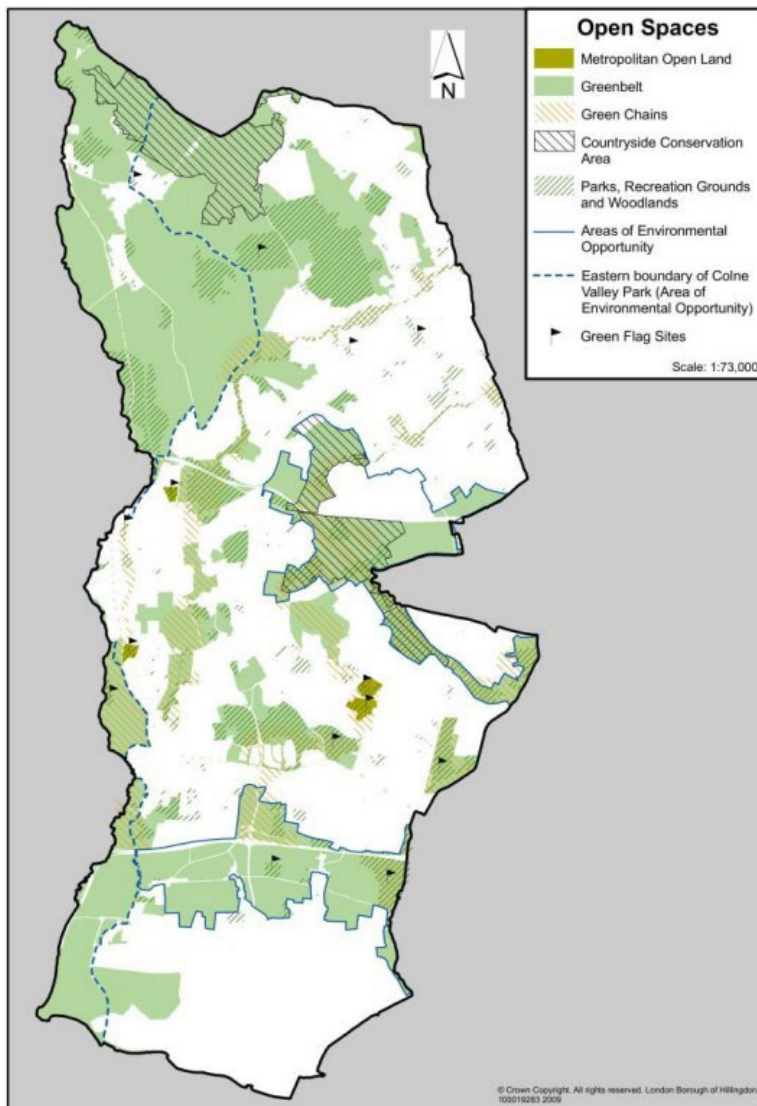 Open Spaces
Metropolitan Open Land
Greenbelt
Green Chains
Countryside Conservation
Area
Parks, Recreation Grounds
and Woodlands
Areas of Environmental
Opportunity
Eastern boundary of Colne
Valley Park (Area of
Environmental Opportunity)
Green Flag Sites
Scale: 1:73,000
N
© Crown Copyright. All rights reserved. London Borough of Hillingdon
100019283 2009